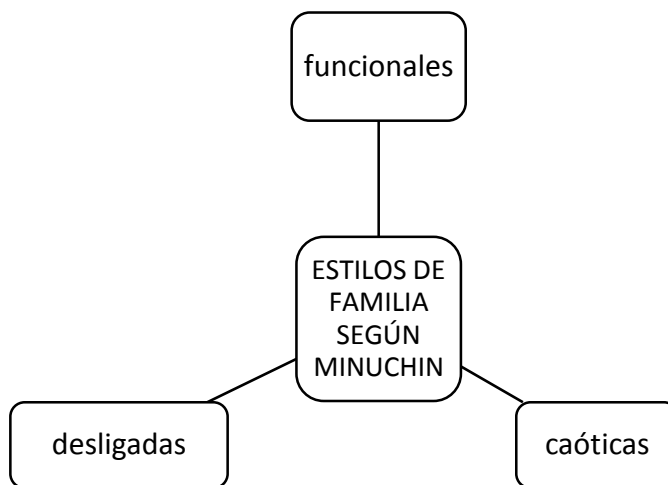 funcionales
ESTILOS DE
FAMILIA
SEGÚN
MINUCHIN
desligadas
caóticas